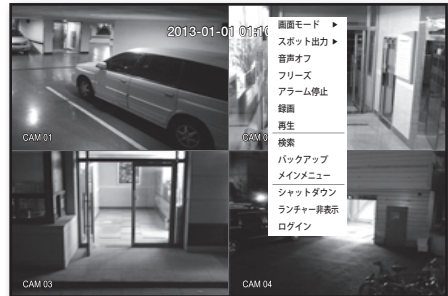 2013-01-01 01:10
画面モード ▶
スポット出力 ▶
音声オフ
フリーズ
アラーム停止
録画
再生
検索
バックアップ
メインメニュー
シャットダウン
ランチャー非表示
ログイン
CAM 01
CAM 0
CAM 03
CAM 04